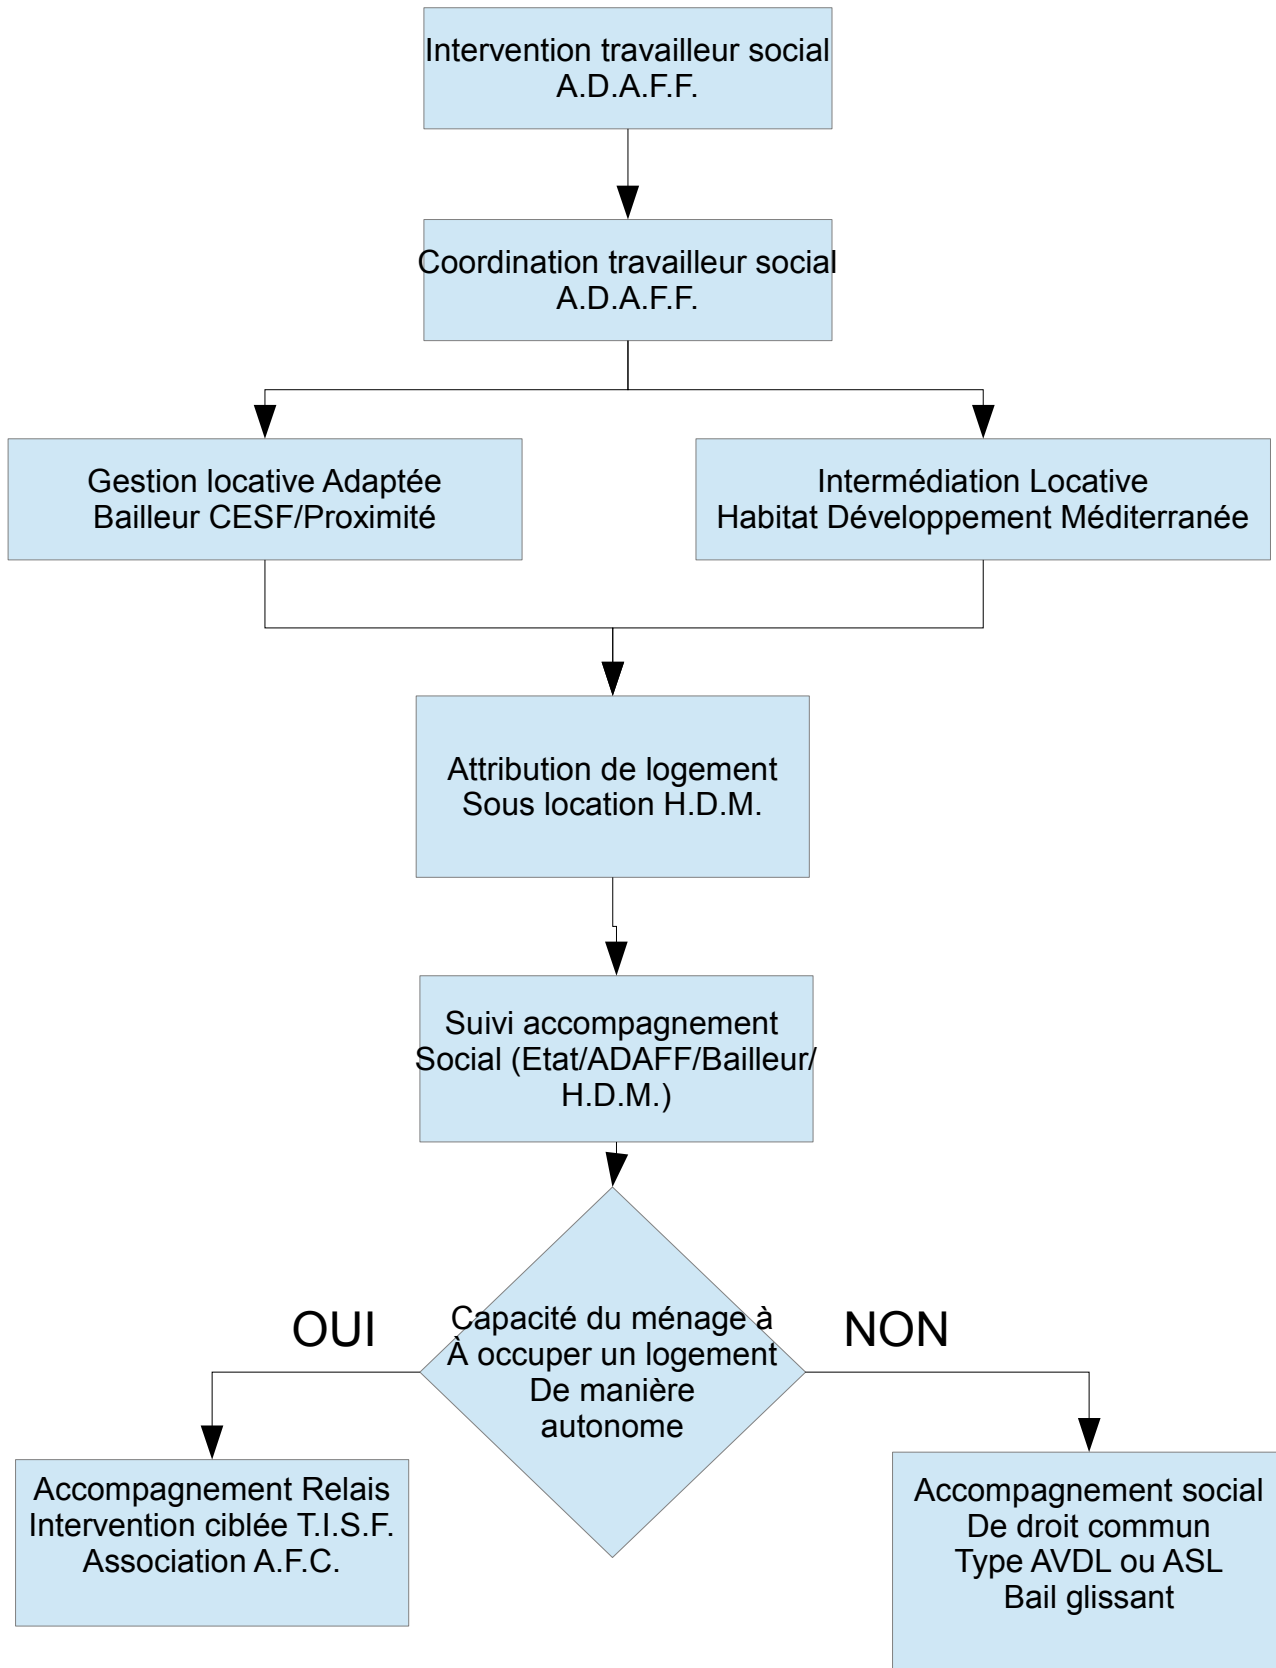 Intervention travailleur social
A.D.A.F.F.
Coordination travailleur social
A.D.A.F.F.
Gestion locative Adaptée
Bailleur CESF/Proximité
Intermédiation Locative
Habitat Développement Méditerranée
Attribution de logement
Sous location H.D.M.
Suivi accompagnement
Social (Etat/ADAFF/Bailleur/
H.D.M.)
OUI
Capacité du ménage à
À occuper un logement
De manière
autonome
NON
Accompagnement Relais
Intervention ciblée T.I.S.F.
Association A.F.C.
Accompagnement social
De droit commun
Type AVDL ou ASL
Bail glissant